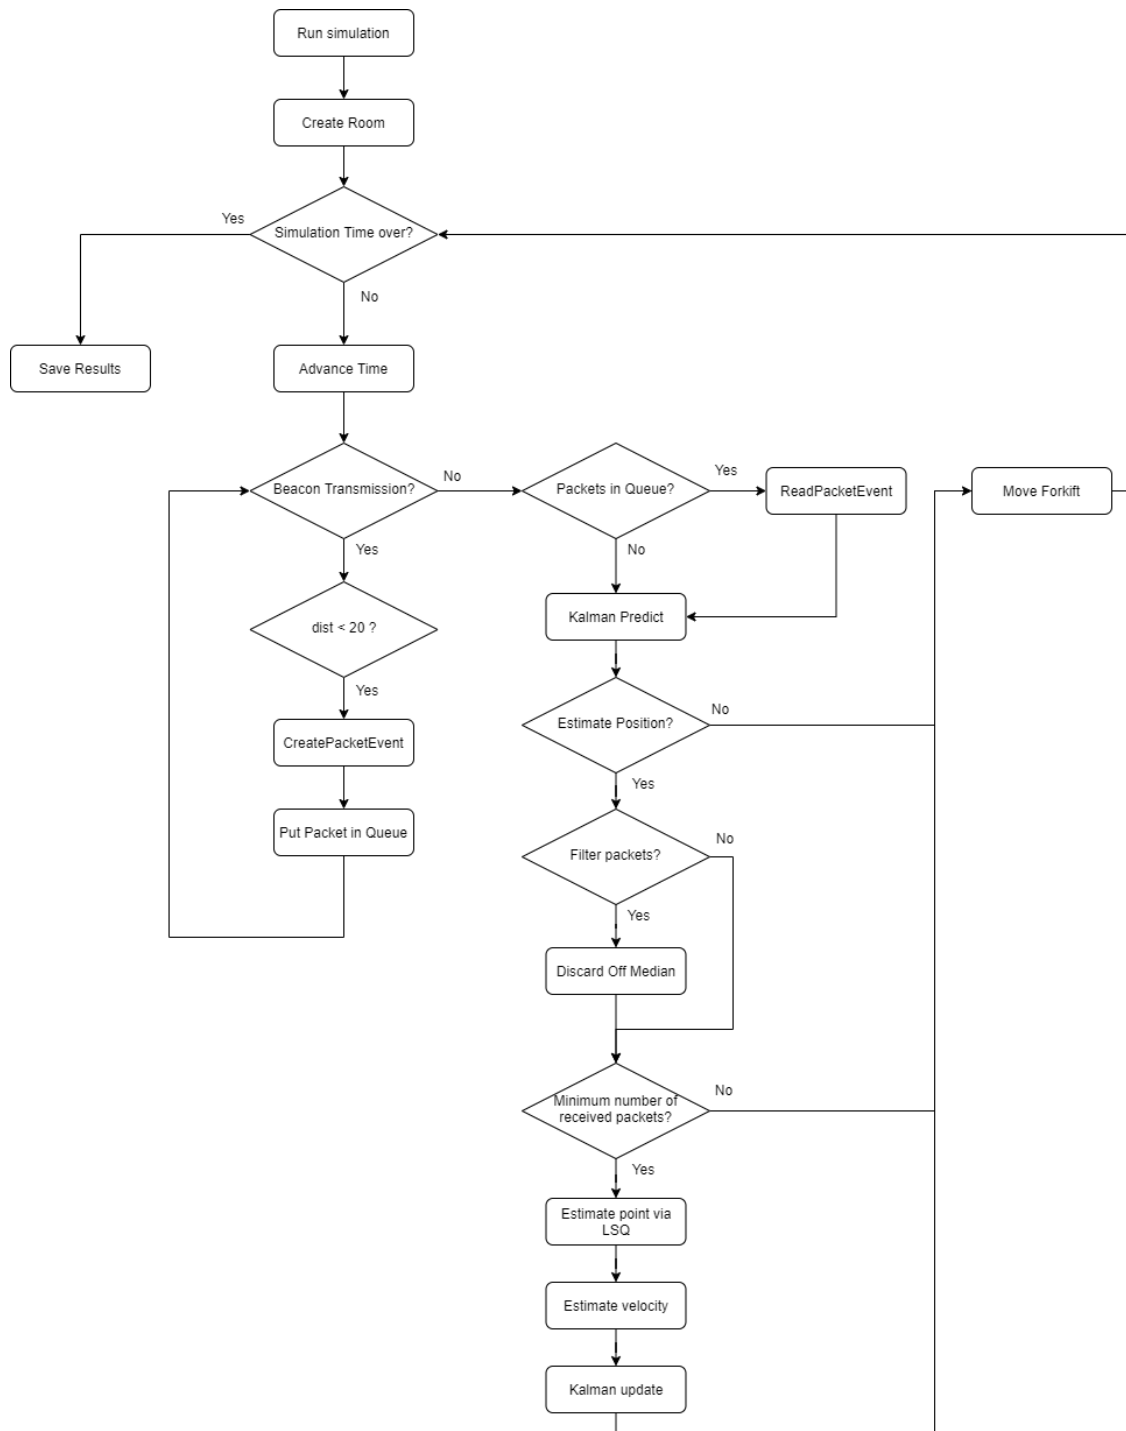 Run simulation
Create Room
Yes
Simulation Time over?
No
Save Results
Advance Time
Beacon Transmission?
No
Packets in Queue?
Yes
ReadPacketEvent
Move Forkift
Yes
No
dist < 20 ?
Kalman Predict
Yes
Estimate Position?
No
CreatePacketEvent
Yes
Put Packet in Queue
Filter packets?
No
Yes
Discard Off Median
Minimum number of
received packets?
No
Yes
Estimate point via
LSQ
Estimate velocity
Kalman update